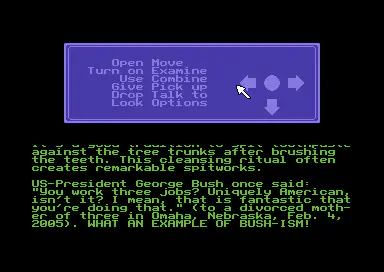 Open Move
Turn on Examine
Use Combine
Give Pick up
Drop Talk to
Look Options
against the tree trunks after brushing
the teeth. This cleansing ritual often
creates remarkable spitworks.
US-President George Bush once said:
"You work three jobs? Uniquely American,
isn't it? I mean, that is fantastic that
you're doing that." (to a divorced moth-
er of three in Omaha, Nebraska, Feb. 4,
2005). WHAT AN EXAMPLE OF BUSH-ISM!